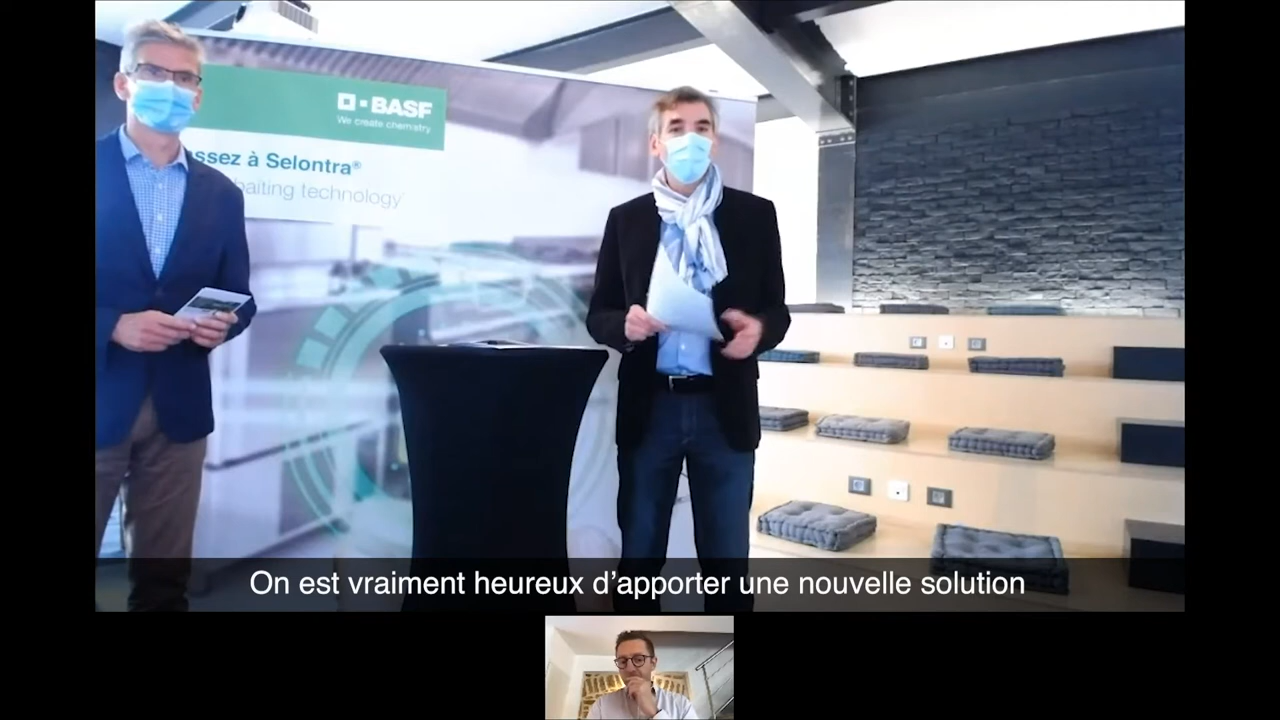 BASF
We create chemistry
ssez à Selontra®
baiting technology
On est vraiment heureux d'apporter une nouvelle solution